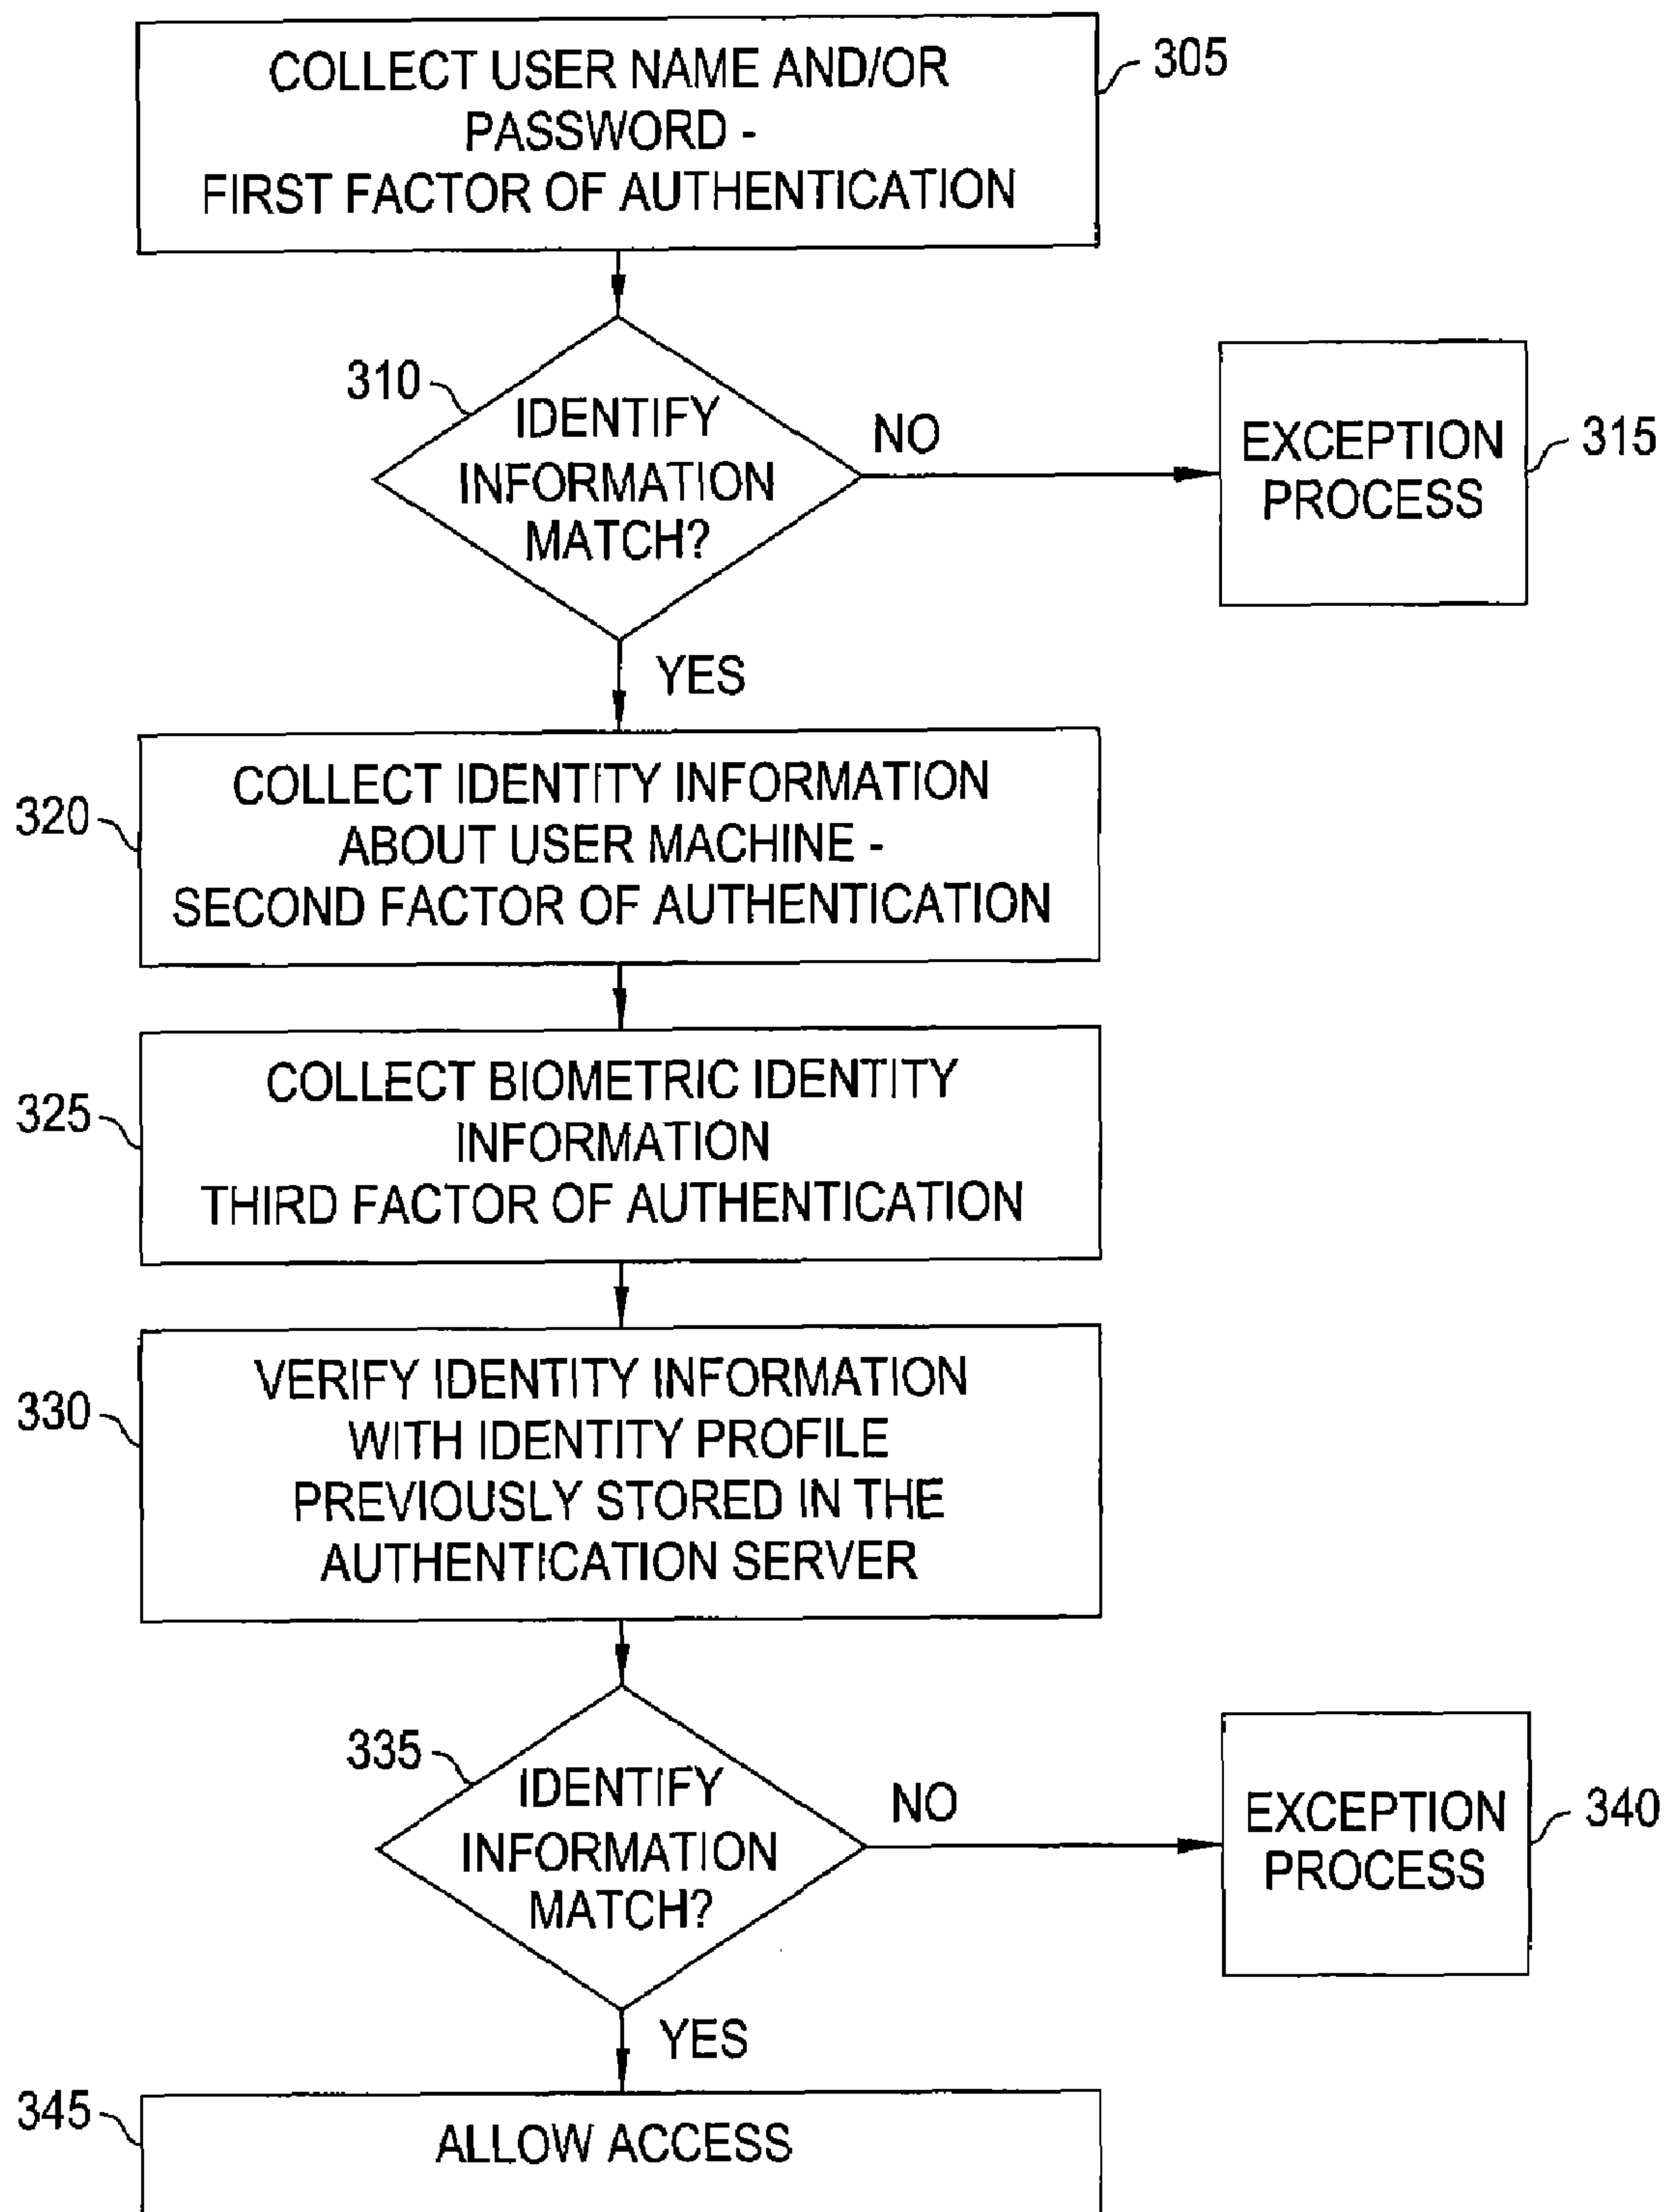 COLLECT USER NAME AND/OR
PASSWORD -
FIRST FACTOR OF AUTHENTICATION
305
310
IDENTIFY
INFORMATION
MATCH?
NO
EXCEPTION
PROCESS
315
YES
320
COLLECT IDENTITY INFORMATION
ABOUT USER MACHINE -
SECOND FACTOR OF AUTHENTICATION
325
COLLECT BIOMETRIC IDENTITY
INFORMATION
THIRD FACTOR OF AUTHENTICATION
330
VERIFY IDENTITY INFORMATION
WITH IDENTITY PROFILE
PREVIOUSLY STORED IN THE
AUTHENTICATION SERVER
335
IDENTIFY
INFORMATION
MATCH?
NO
EXCEPTION
PROCESS
340
YES
345
ALLOW ACCESS